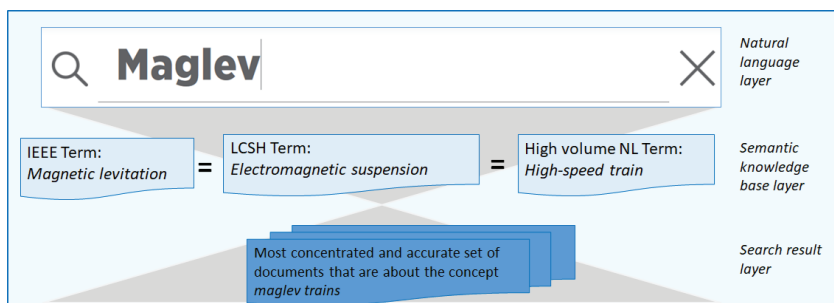 Maglev
Natural
language
layer
IEEE Term:
Magnetic levitation
=
LCSH Term:
Electromagnetic suspension
=
High volume NL Term:
High-speed train
Semantic
knowledge
base layer
Most concentrated and accurate set of
documents that are about the concept
maglev trains
Search result
layer